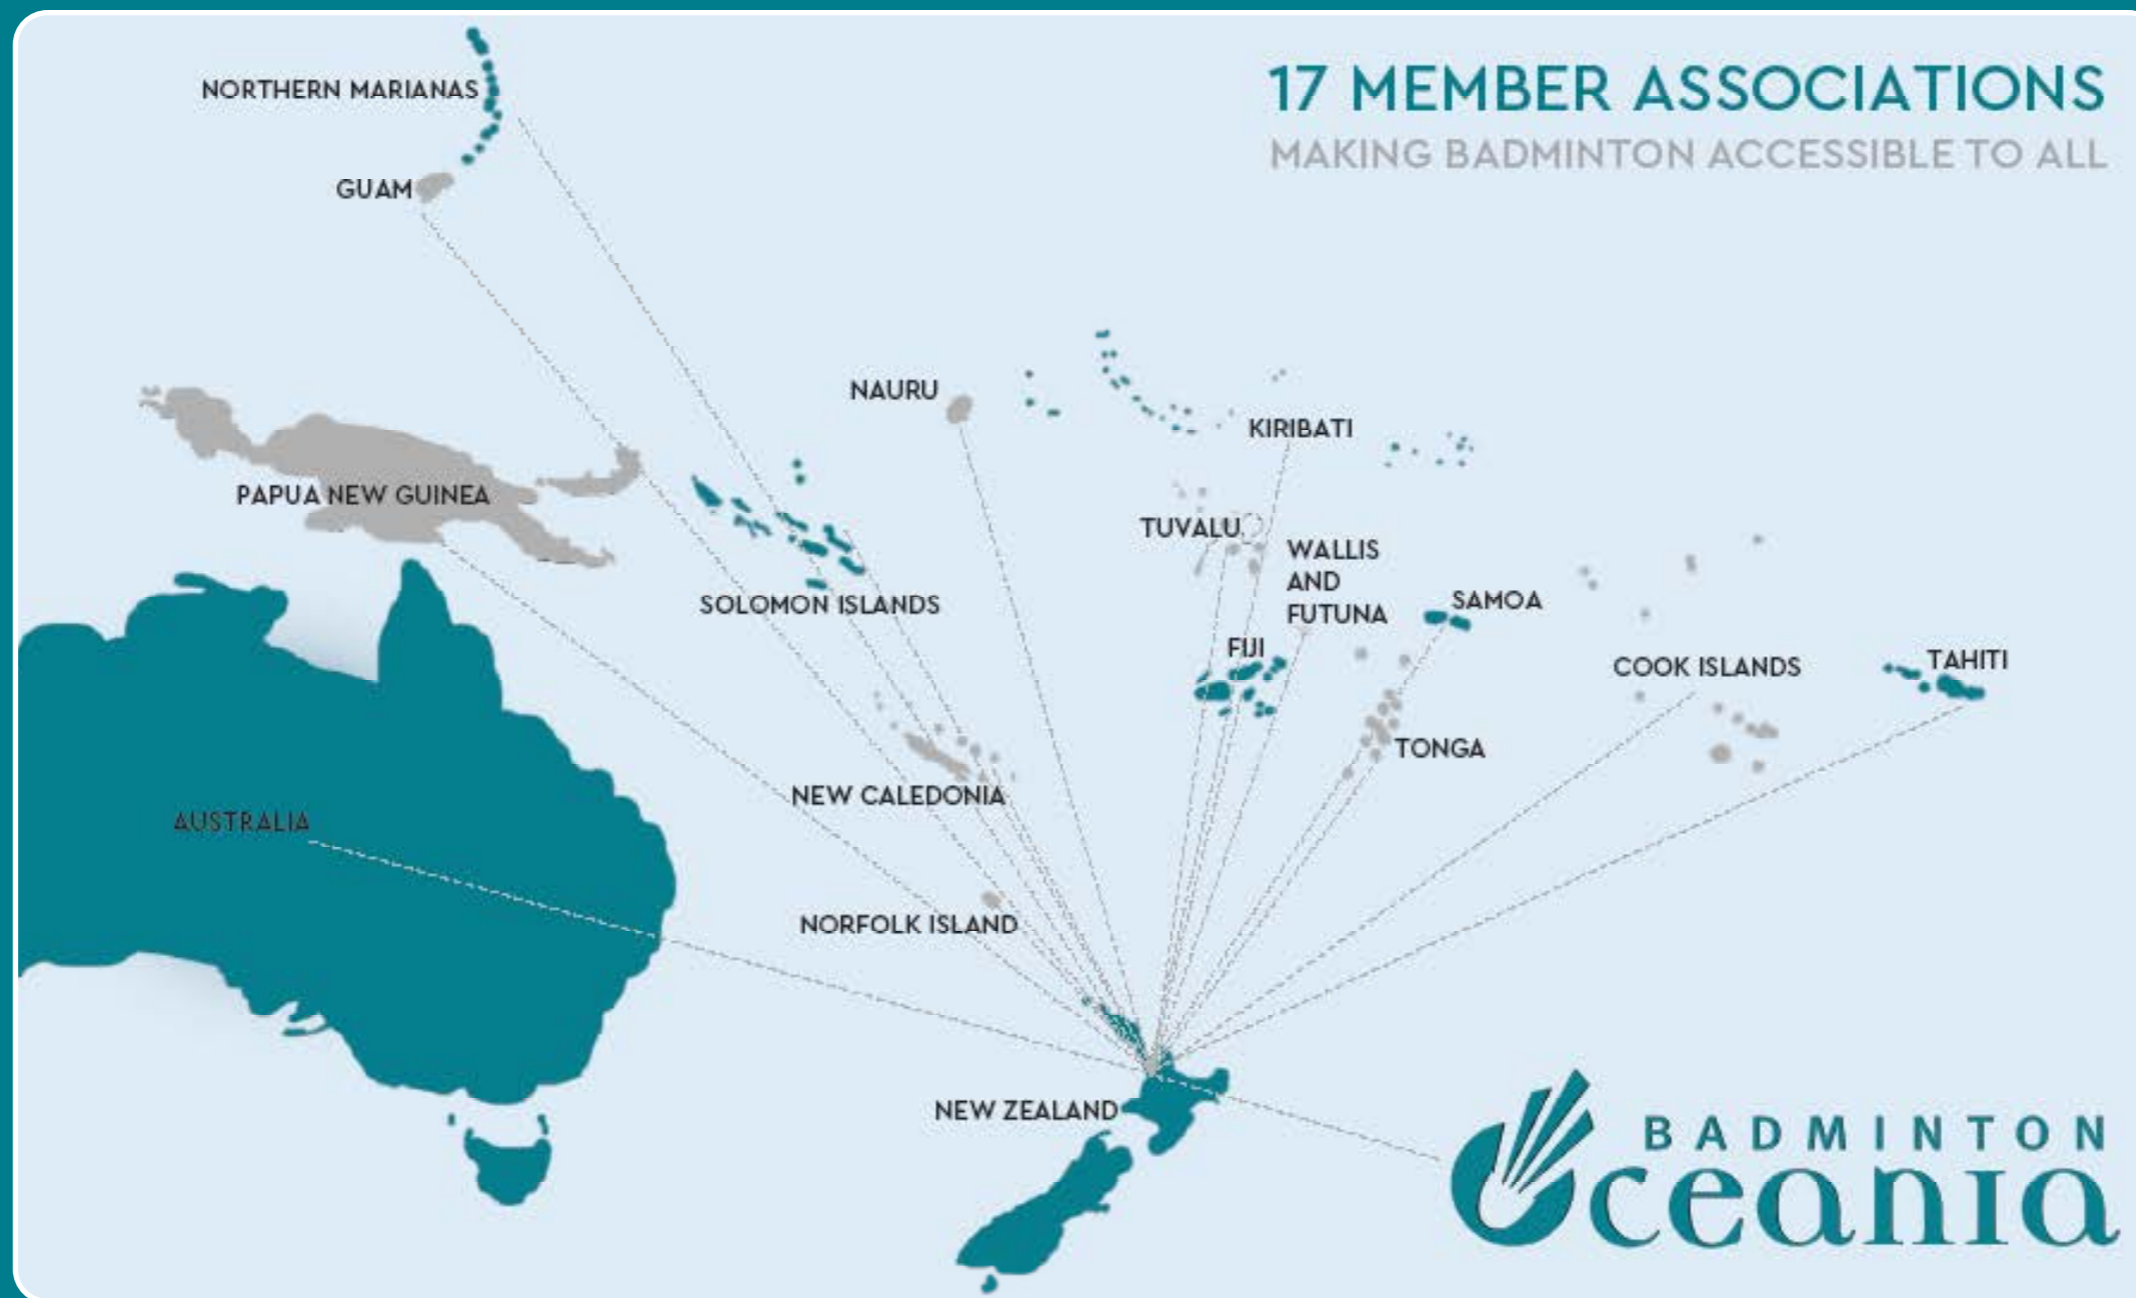 17 MEMBER ASSOCIATIONS
MAKING BADMINTON ACCESSIBLE TO ALL
NORTHERN MARIANAS
GUAM
NAURU
KIRIBATI
PAPUA NEW GUINEA
TUVALU
WALLIS
AND
FUTUNA
SAMOA
SOLOMON ISLANDS
FIJI
COOK ISLANDS
TAHITI
TONGA
NEW CALEDONIA
AUSTRALIA
NORFOLK ISLAND
NEW ZEALAND
BADMINTON
Oceania